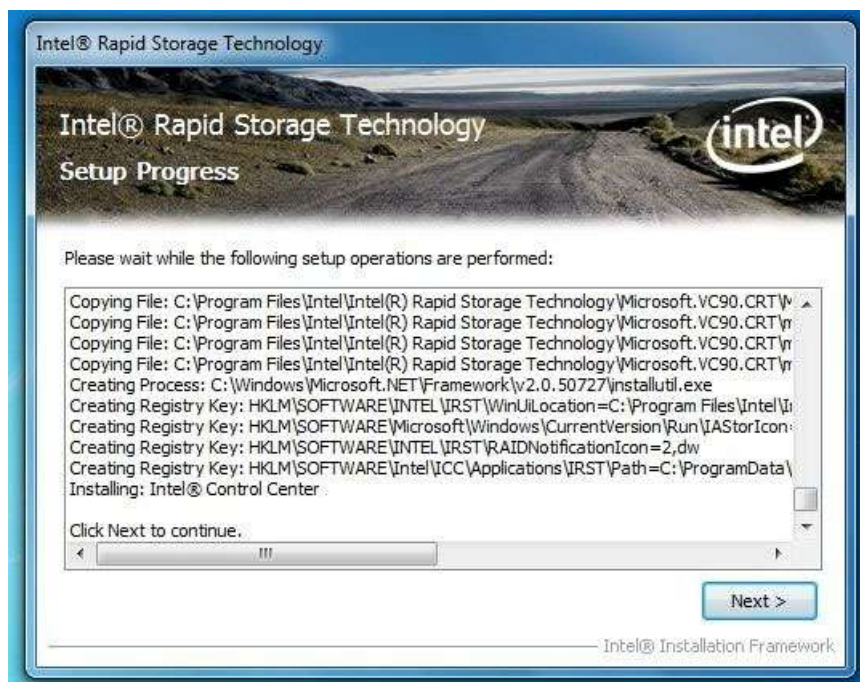 Intel® Rapid Storage Technology
Intel® Rapid Storage Technology
intel
Setup Progress
Please wait while the following setup operations are performed:
Copying File: C:\Program Files\Intel\Intel(R) Rapid Storage Technology\Microsoft.VC90.CRT\M
Copying File: C:\Program Files\Intel\Intel(R) Rapid Storage Technology\Microsoft.VC90.CRT\m
Copying File: C:\Program Files\Intel\Intel(R) Rapid Storage Technology\Microsoft.VC90.CRT\m
Copying File: C:\Program Files\Intel\Intel(R) Rapid Storage Technology\Microsoft.VC90.CRT\m
Creating Process: C:\Windows\Microsoft.NET\Framework\v2.0.50727\installutil.exe
Creating Registry Key: HKLM\SOFTWARE\INTEL\IRST\WinUiLocation=C:\Program Files\Intel\In
Creating Registry Key: HKLM\SOFTWARE\Microsoft\Windows\CurrentVersion\Run\IAStorIcon=
Creating Registry Key: HKLM\SOFTWARE\INTEL\IRST\RAIDNotificationIcon=2,dw
Creating Registry Key: HKLM\SOFTWARE\Intel\ICC\Applications\IRST\Path=C:\ProgramData\
Installing: Intel® Control Center
Click Next to continue.
Next >
Intel® Installation Framework